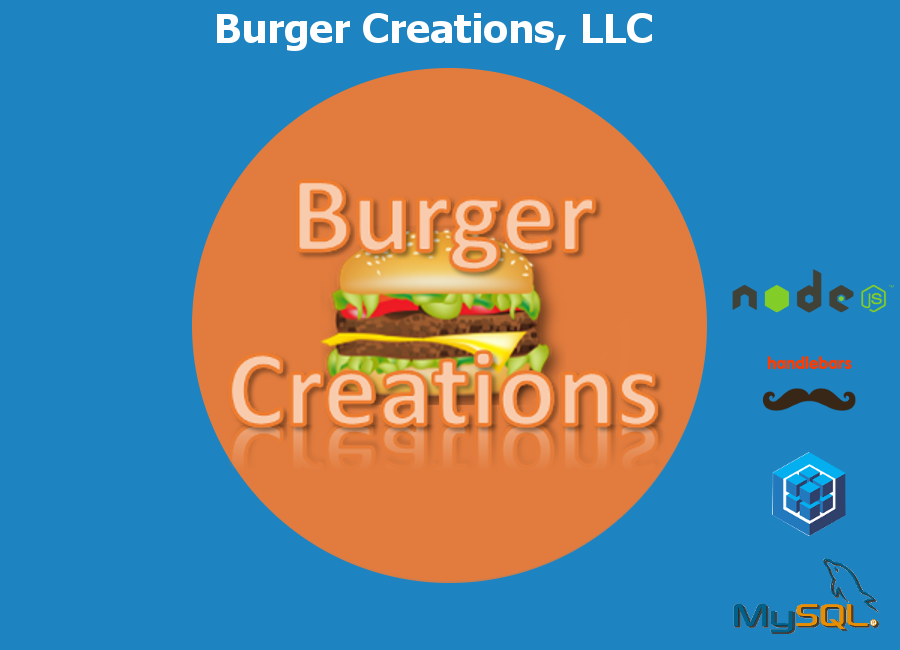 Burger Creations, LLC
Burger
Creations
node JS
handlebars
MySQL